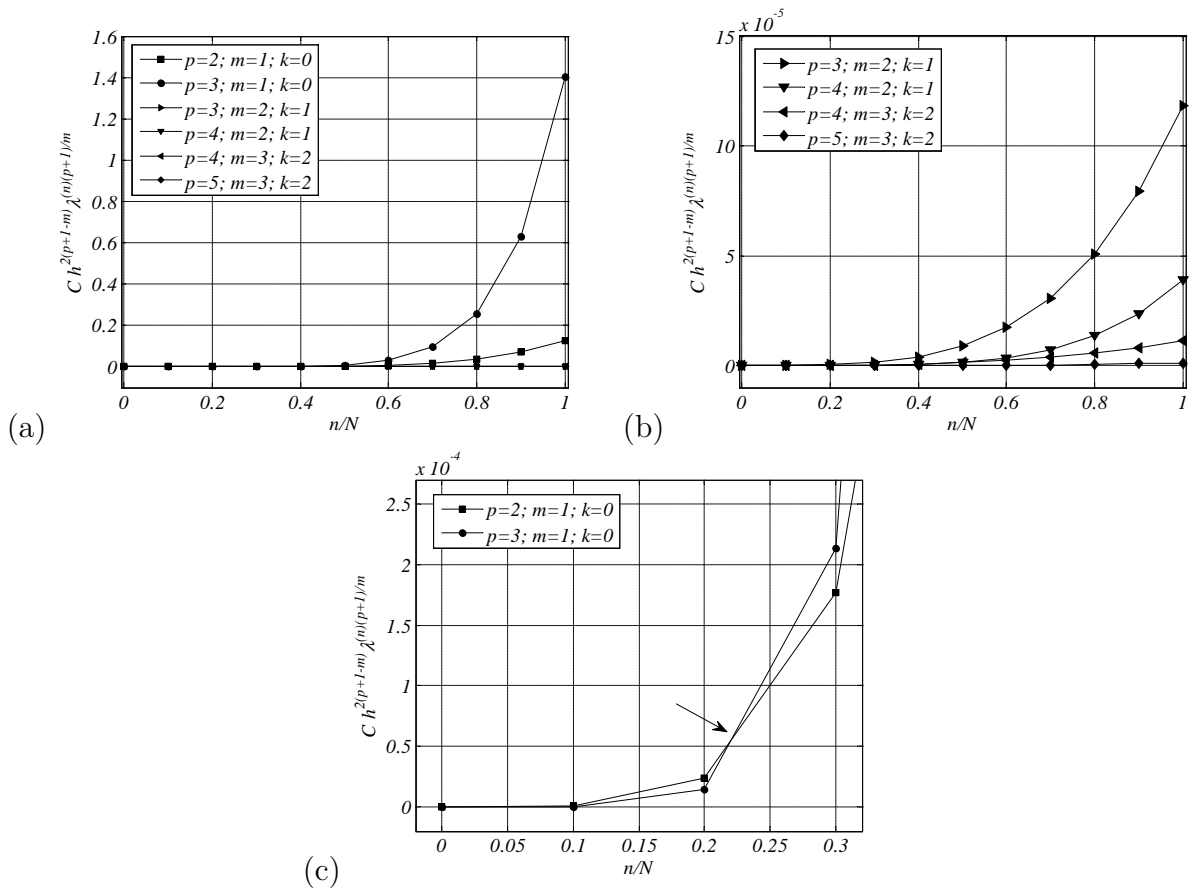 1.6
p=2; m=1; k=0
p=3; m=1; k=0
p=3; m=2; k=1
p=4; m=2; k=1
p=4; m=3; k=2
p=5; m=3; k=2
1.4
1.2
1
0.8
0.6
0.4
0.2
0
C h^{2(p+1-m)} λ^{(n)(p+1)/m}
0 0.2 0.4 0.6 0.8 1
n/N
(a)
x 10^{-5}
15
p=3; m=2; k=1
p=4; m=2; k=1
p=4; m=3; k=2
p=5; m=3; k=2
10
5
0
C h^{2(p+1-m)} λ^{(n)(p+1)/m}
0 0.2 0.4 0.6 0.8 1
n/N
(b)
x 10^{-4}
p=2; m=1; k=0
p=3; m=1; k=0
2.5
2
1.5
1
0.5
0
C h^{2(p+1-m)} λ^{(n)(p+1)/m}
0 0.05 0.1 0.15 0.2 0.25 0.3
n/N
(c)